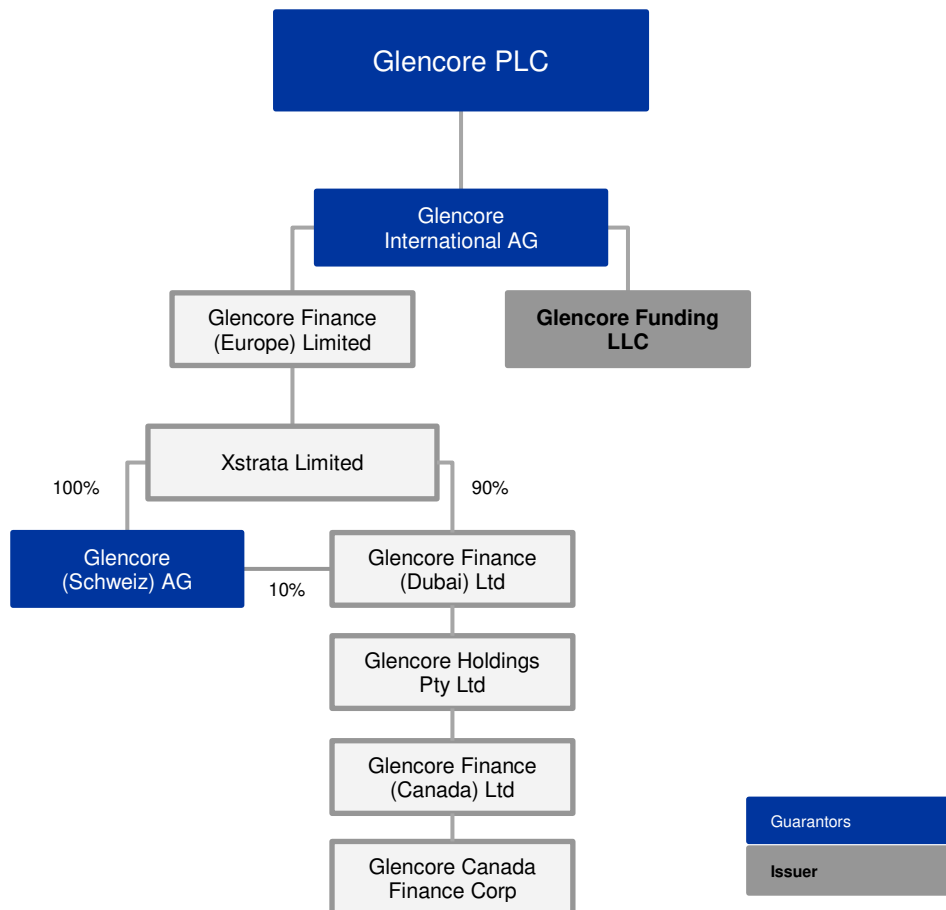 Glencore PLC
Glencore
International AG
Glencore Finance
(Europe) Limited
Glencore Funding
LLC
Xstrata Limited
100%
90%
Glencore
(Schweiz) AG
10%
Glencore Finance
(Dubai) Ltd
Glencore Holdings
Pty Ltd
Glencore Finance
(Canada) Ltd
Glencore Canada
Finance Corp
Guarantors
Issuer